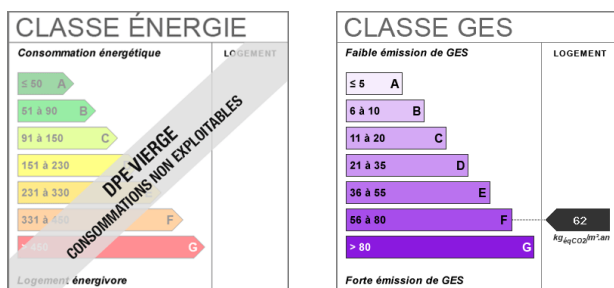 CLASSE ÉNERGIE
Consommation énergétique
LOGEMENT
≤ 50 A
51 à 90 B
91 à 150 C
151 à 230
231 à 330
331 à 450 F
> 450 G
Logement énergivore
DPE VIERGE
CONSOMMATIONS NON EXPLOITABLES
CLASSE GES
Faible émission de GES
LOGEMENT
≤ 5 A
6 à 10 B
11 à 20 C
21 à 35 D
36 à 55 E
56 à 80 F
62
kgéqCO2/m².an
> 80 G
Forte émission de GES